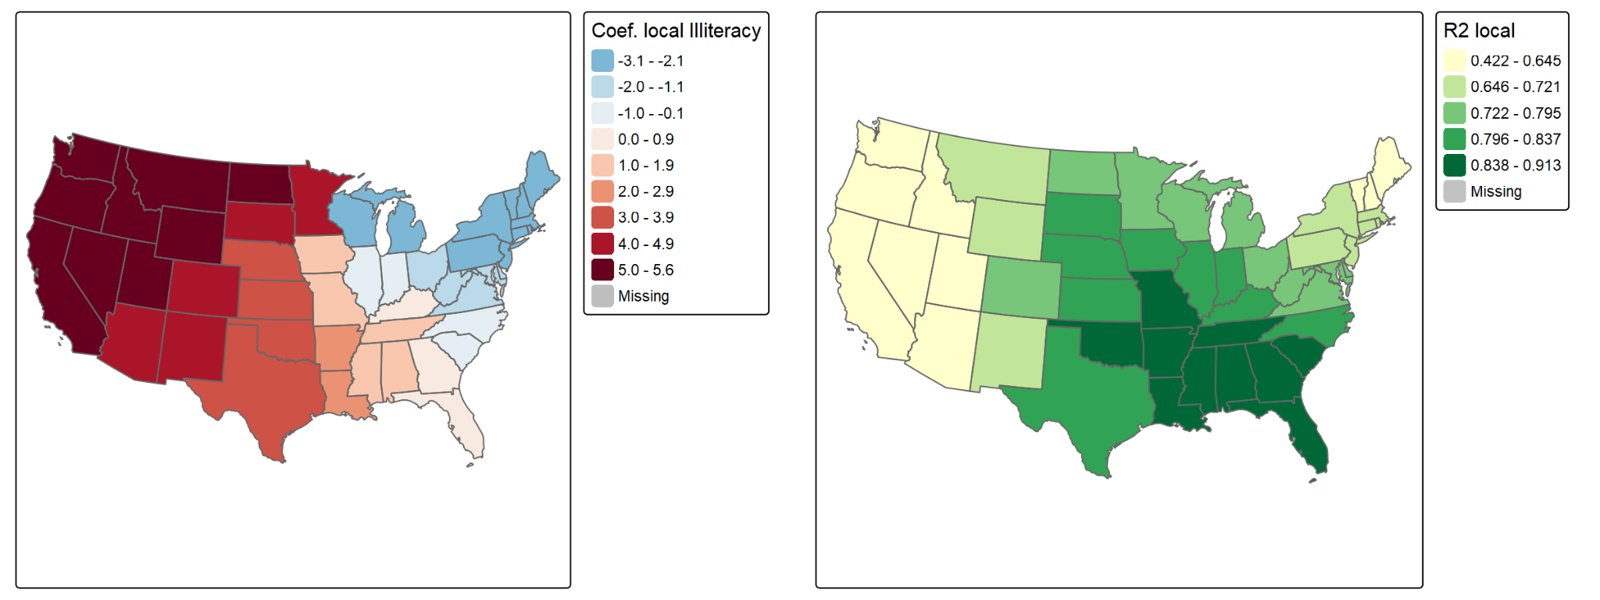 Coef. local Illiteracy
-3.1 - -2.1
-2.0 - -1.1
-1.0 - -0.1
0.0 - 0.9
1.0 - 1.9
2.0 - 2.9
3.0 - 3.9
4.0 - 4.9
5.0 - 5.6
Missing
R2 local
0.422 - 0.645
0.646 - 0.721
0.722 - 0.795
0.796 - 0.837
0.838 - 0.913
Missing